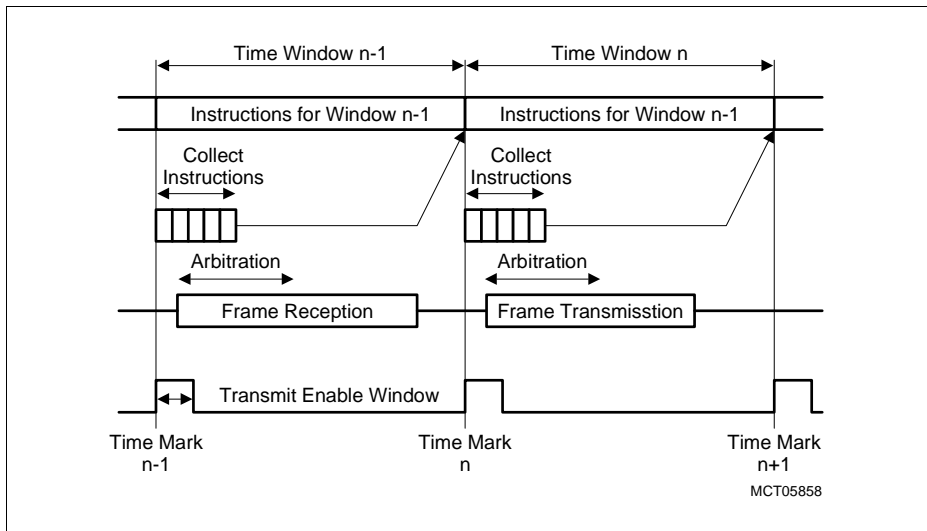 Time Window n-1
Time Window n
Instructions for Window n-1
Instructions for Window n-1
Collect
Instructions
Collect
Instructions
Arbitration
Arbitration
Frame Reception
Frame Transmisstion
Transmit Enable Window
Time Mark
n-1
Time Mark
n
Time Mark
n+1
MCT05858